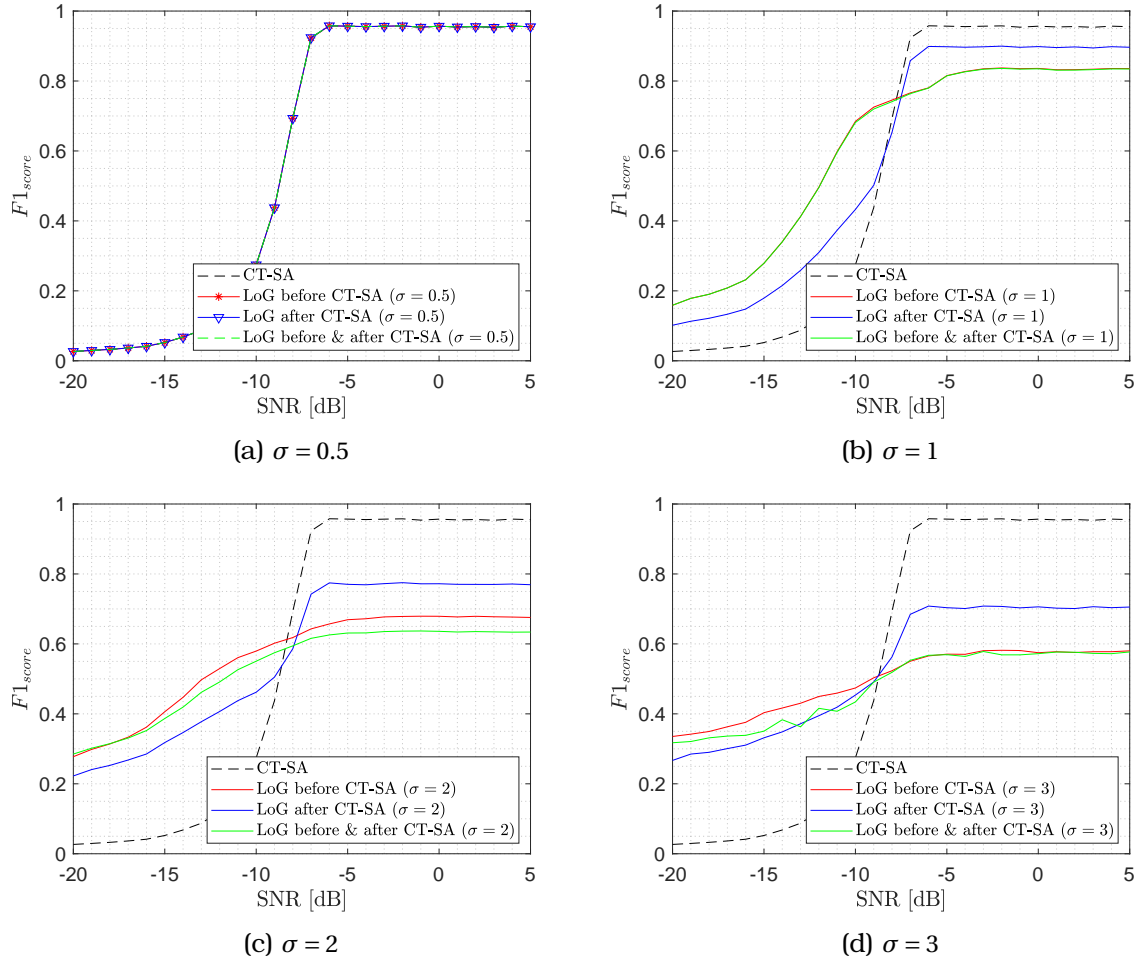 1
0.8
0.6
0.4
0.2
0
F1score
CT-SA
LoG before CT-SA (σ = 0.5)
LoG after CT-SA (σ = 0.5)
LoG before & after CT-SA (σ = 0.5)
-20 -15 -10 -5 0 5
SNR [dB]
(a) σ = 0.5
1
0.8
0.6
0.4
0.2
0
F1score
CT-SA
LoG before CT-SA (σ = 1)
LoG after CT-SA (σ = 1)
LoG before & after CT-SA (σ = 1)
-20 -15 -10 -5 0 5
SNR [dB]
(b) σ = 1
1
0.8
0.6
0.4
0.2
0
F1score
CT-SA
LoG before CT-SA (σ = 2)
LoG after CT-SA (σ = 2)
LoG before & after CT-SA (σ = 2)
-20 -15 -10 -5 0 5
SNR [dB]
(c) σ = 2
1
0.8
0.6
0.4
0.2
0
F1score
CT-SA
LoG before CT-SA (σ = 3)
LoG after CT-SA (σ = 3)
LoG before & after CT-SA (σ = 3)
-20 -15 -10 -5 0 5
SNR [dB]
(d) σ = 3